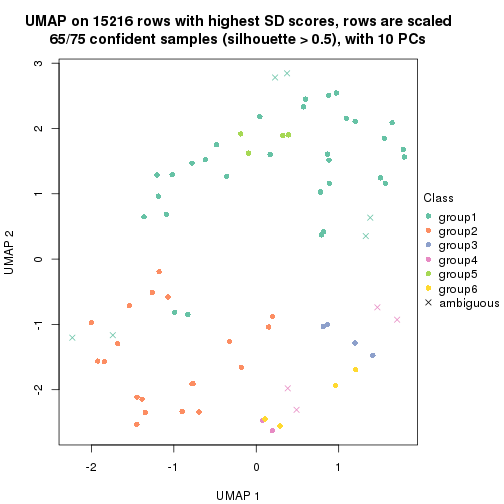 UMAP on 15216 rows with highest SD scores, rows are scaled
65/75 confident samples (silhouette > 0.5), with 10 PCs
3
2
1
0
-1
-2
UMAP 2
-2
-1
0
1
UMAP 1
Class
group1
group2
group3
group4
group5
group6
ambiguous